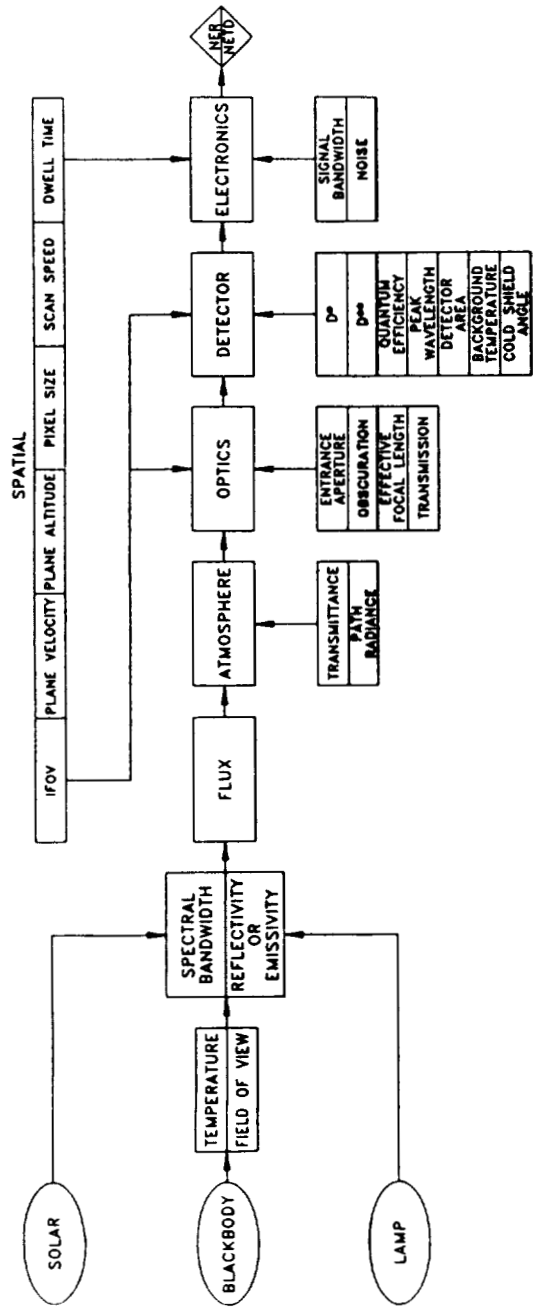 SPATIAL
IFOV
PLANE VELOCITY
PLANE ALTITUDE
PIXEL SIZE
SCAN SPEED
DWELL TIME
SOLAR
BLACKBODY
LAMP
TEMPERATURE
FIELD OF VIEW
SPECTRAL
BANDWIDTH
REFLECTIVITY
OR
EMISSIVITY
FLUX
ATMOSPHERE
OPTICS
DETECTOR
ELECTRONICS
NER
NETD
TRANSMITTANCE
PATH
RADIANCE
ENTRANCE
APERTURE
OBSCURATION
EFFECTIVE
FOCAL LENGTH
TRANSMISSION
D*
D**
QUANTUM
EFFICIENCY
PEAK
WAVELENGTH
DETECTOR
AREA
BACKGROUND
TEMPERATURE
COLD SHIELD
ANGLE
SIGNAL
BANDWIDTH
NOISE